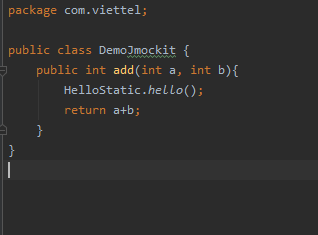 package com.viettel;
public class DemoJmockit {
    public int add(int a, int b){
        HelloStatic.hello();
        return a+b;
    }
}